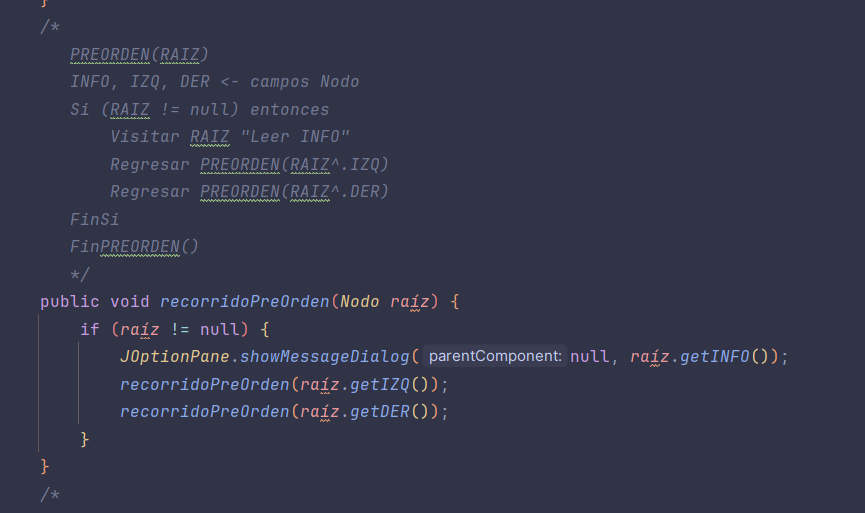 }
/*
PREORDEN(RAIZ)
INFO, IZQ, DER <- campos Nodo
Si (RAIZ != null) entonces
Visitar RAIZ "Leer INFO"
Regresar PREORDEN(RAIZ^.IZQ)
Regresar PREORDEN(RAIZ^.DER)
FinSi
FinPREORDEN()
*/
public void recorridoPreOrden(Nodo raíz) {
if (raíz != null) {
JOptionPane.showMessageDialog( parentComponent: null, raíz.getINFO());
recorridoPreOrden(raíz.getIZQ());
recorridoPreOrden(raíz.getDER());
}
}
/*